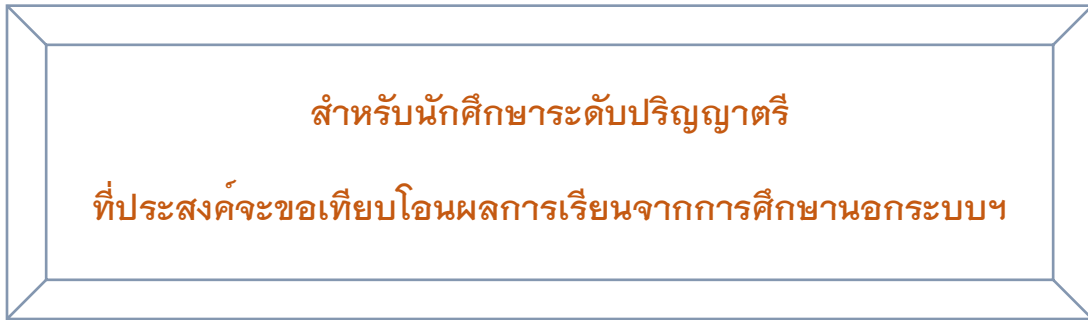 สำหรับนักศึกษาระดับปริญญาตรี
ที่ประสงค์จะขอเทียบโอนผลการเรียนจากการศึกษานอกระบบฯ